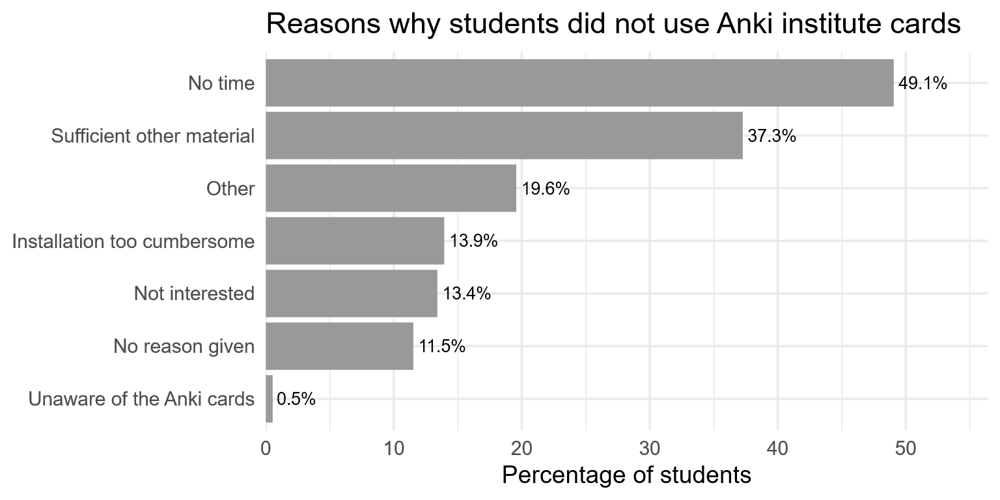 Reasons why students did not use Anki institute cards
No time
49.1%
Sufficient other material
37.3%
Other
19.6%
Installation too cumbersome
13.9%
Not interested
13.4%
No reason given
11.5%
Unaware of the Anki cards
0.5%
0 10 20 30 40 50
Percentage of students